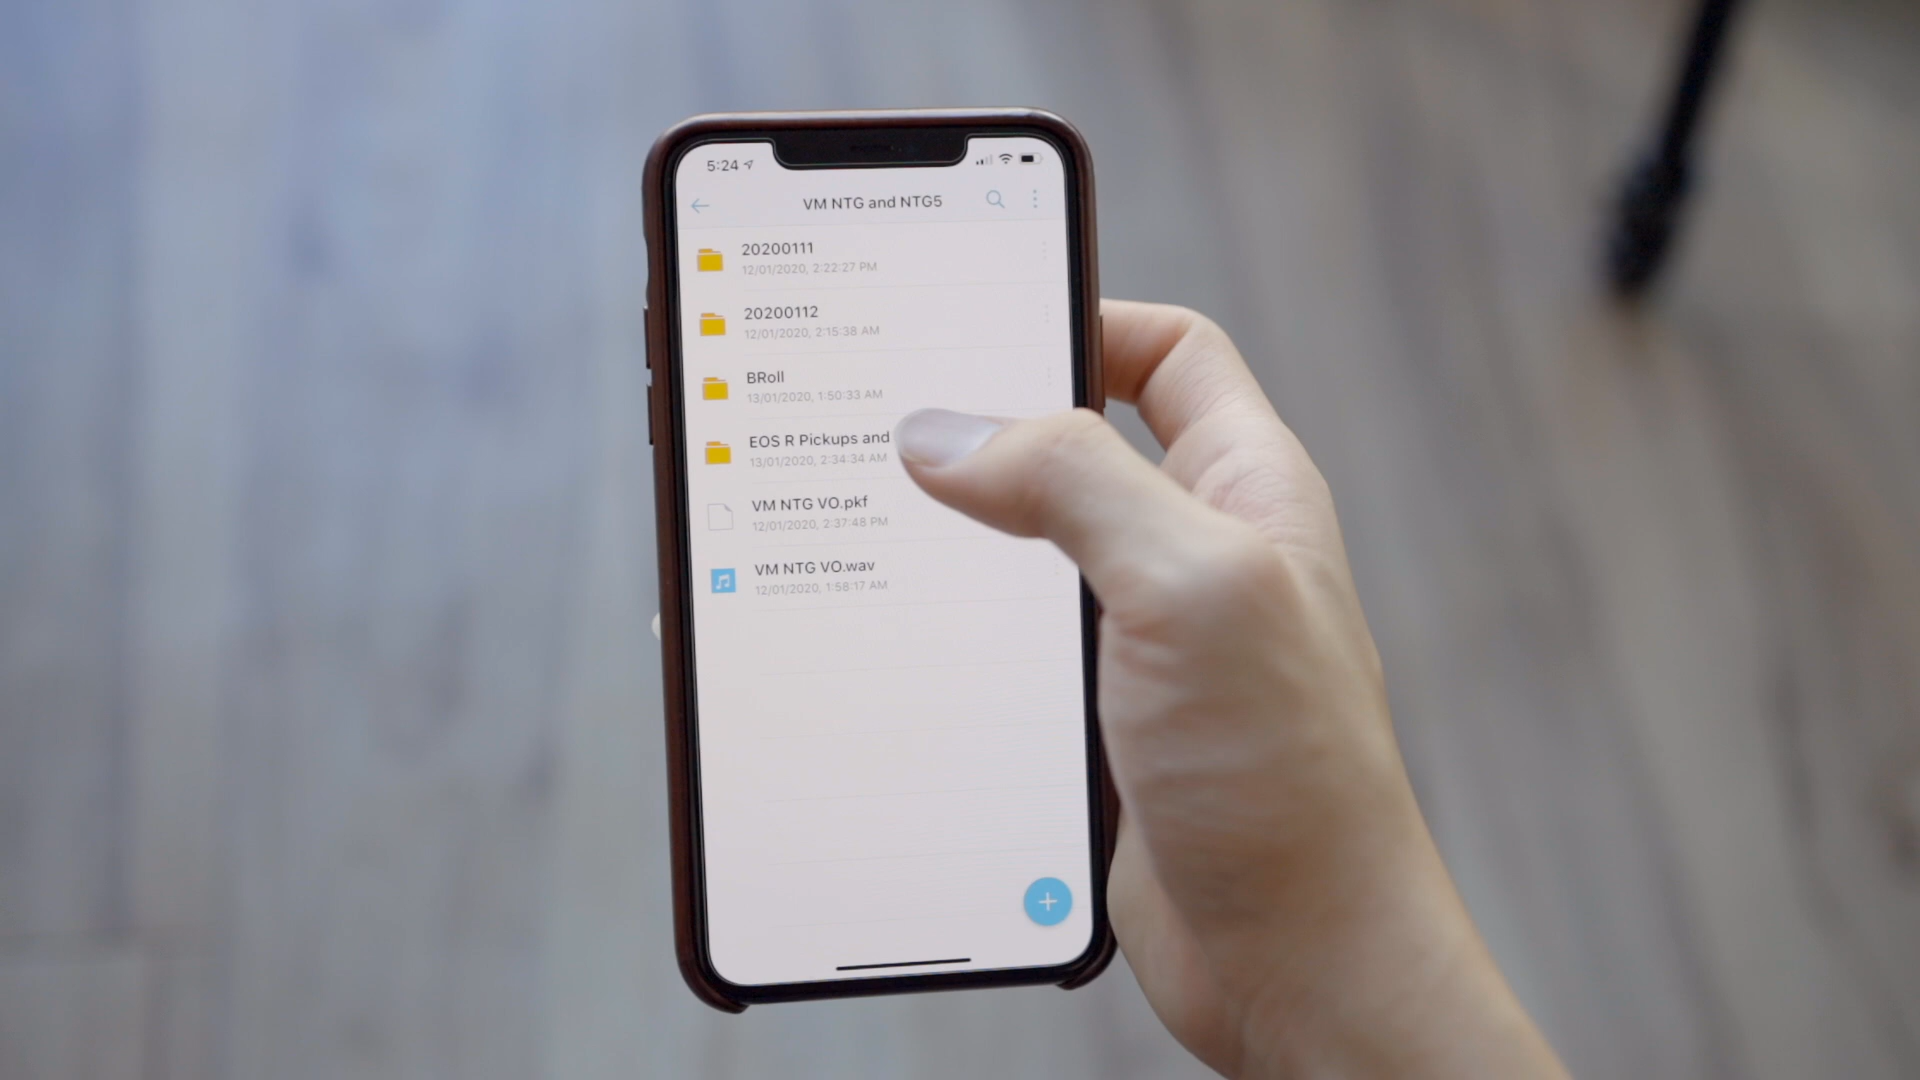 5:24
VM NTG and NTG5
20200111
12/01/2020, 2:22:27 PM
20200112
12/01/2020, 2:15:38 AM
BRoll
13/01/2020, 1:50:33 AM
EOS R Pickups and
13/01/2020, 2:34:34 AM
VM NTG VO.pkf
12/01/2020, 2:37:48 PM
VM NTG VO.wav
12/01/2020, 1:58:17 AM